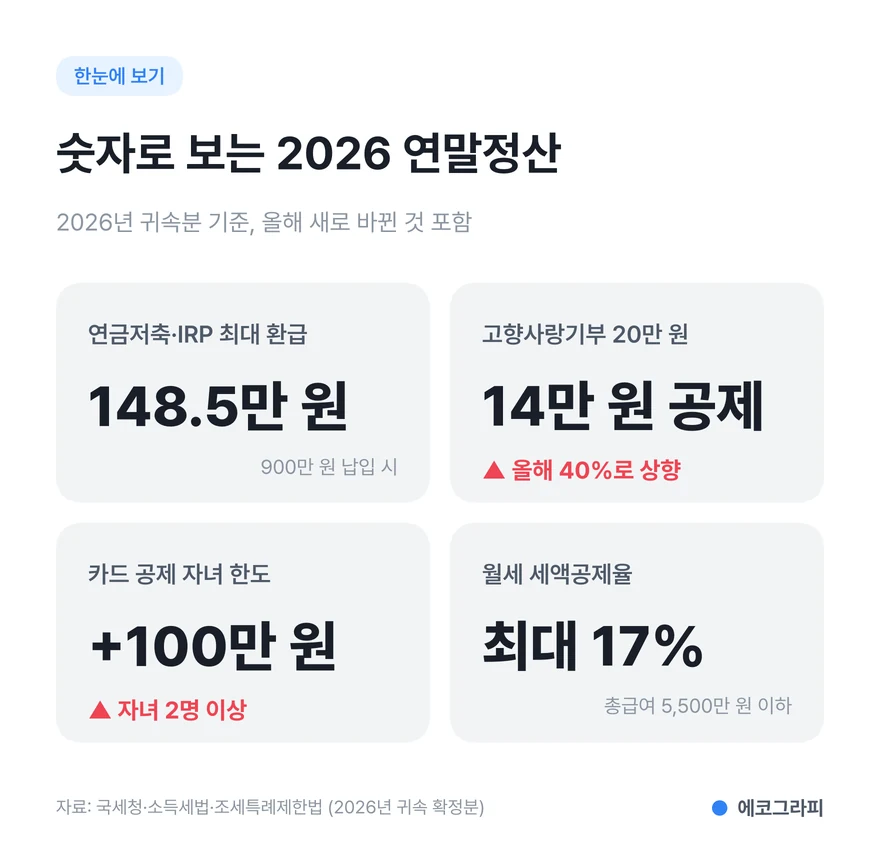 한눈에 보기
숫자로 보는 2026 연말정산
2026년 귀속분 기준, 올해 새로 바뀐 것 포함
연금저축·IRP 최대 환급
148.5만 원
900만 원 납입 시
고향사랑기부 20만 원
14만 원 공제
▲ 올해 40%로 상향
카드 공제 자녀 한도
+100만 원
▲ 자녀 2명 이상
월세 세액공제율
최대 17%
총급여 5,500만 원 이하
자료: 국세청·소득세법·조세특례제한법 (2026년 귀속 확정분)
에코그라피